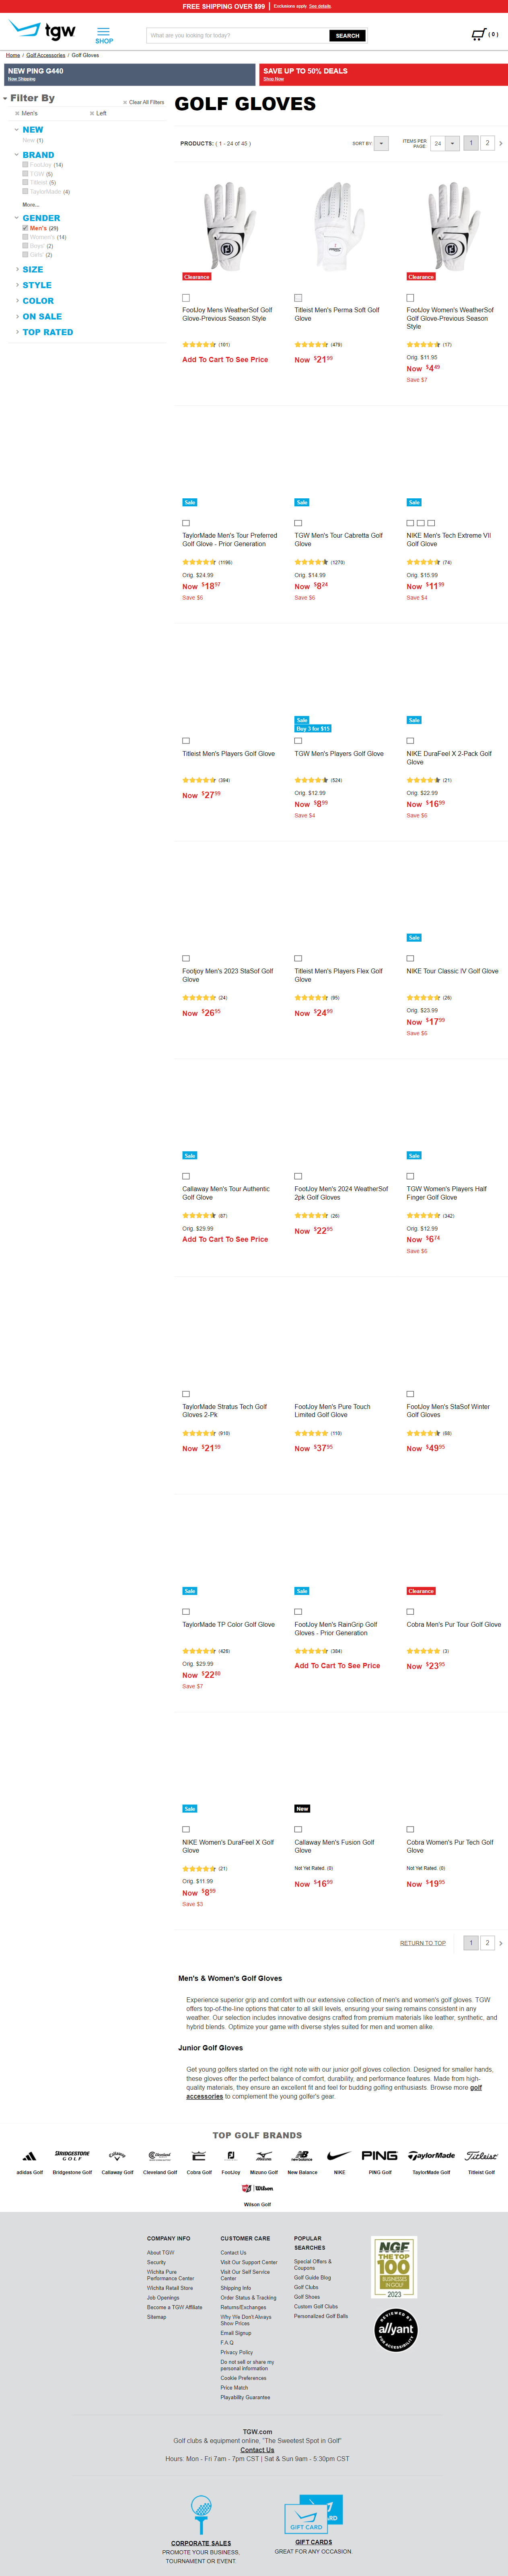 FREE SHIPPING OVER $99 | Exclusions apply. See details.
tgw
SHOP
What are you looking for today?
SEARCH
( 0 )
Home / Golf Accessories / Golf Gloves
NEW PING G440
Now Shipping
SAVE UP TO 50% DEALS
Shop Now
Filter By
Clear All Filters
Men's
Left
NEW
New (1)
BRAND
FootJoy (14)
TGW (5)
Titleist (5)
TaylorMade (4)
More...
GENDER
Men's (29)
Women's (14)
Boys' (2)
Girls' (2)
SIZE
STYLE
COLOR
ON SALE
TOP RATED
GOLF GLOVES
PRODUCTS: ( 1 - 24 of 45 )
SORT BY
ITEMS PER PAGE:
24
1
2
Clearance
FootJoy Mens WeatherSof Golf
Glove-Previous Season Style
(101)
Add To Cart To See Price
Titleist Men's Perma Soft Golf
Glove
(479)
Now $21.99
Clearance
FootJoy Women's WeatherSof
Golf Glove-Previous Season
Style
(17)
Orig. $11.95
Now $4.49
Save $7
Sale
TaylorMade Men's Tour Preferred
Golf Glove - Prior Generation
(1196)
Orig. $24.99
Now $18.57
Save $6
Sale
TGW Men's Tour Cabretta Golf
Glove
(1270)
Orig. $14.99
Now $8.24
Save $6
Sale
NIKE Men's Tech Extreme VII
Golf Glove
(74)
Orig. $15.99
Now $11.99
Save $4
Titleist Men's Players Golf Glove
(394)
Now $27.99
Sale
Buy 3 for $15
TGW Men's Players Golf Glove
(524)
Orig. $12.99
Now $8.99
Save $4
Sale
NIKE DuraFeel X 2-Pack Golf
Glove
(21)
Orig. $22.99
Now $16.99
Save $6
Footjoy Men's 2023 StaSof Golf
Glove
(24)
Now $26.95
Titleist Men's Players Flex Golf
Glove
(95)
Now $24.99
Sale
NIKE Tour Classic IV Golf Glove
(26)
Orig. $23.99
Now $17.99
Save $6
Sale
Callaway Men's Tour Authentic
Golf Glove
(87)
Orig. $29.99
Add To Cart To See Price
FootJoy Men's 2024 WeatherSof
2pk Golf Gloves
(26)
Now $22.95
Sale
TGW Women's Players Half
Finger Golf Glove
(342)
Orig. $12.99
Now $6.74
Save $6
TaylorMade Stratus Tech Golf
Gloves 2-Pk
(919)
Now $21.99
FootJoy Men's Pure Touch
Limited Golf Glove
(119)
Now $37.95
FootJoy Men's StaSof Winter
Golf Gloves
(88)
Now $49.95
Sale
TaylorMade TP Color Golf Glove
(426)
Orig. $29.99
Now $22.88
Save $7
Sale
FootJoy Men's RainGrip Golf
Gloves - Prior Generation
(384)
Add To Cart To See Price
Clearance
Cobra Men's Pur Tour Golf Glove
(3)
Now $23.95
Sale
NIKE Women's DuraFeel X Golf
Glove
(21)
Orig. $11.99
Now $8.99
Save $3
New
Callaway Men's Fusion Golf
Glove
Not Yet Rated (0)
Now $16.99
Cobra Women's Pur Tech Golf
Glove
Not Yet Rated (0)
Now $19.95
RETURN TO TOP
1
2
Men's & Women's Golf Gloves
Experience superior grip and comfort with our extensive collection of men's and women's golf gloves. TGW
offers top-of-the-line options that cater to all skill levels, ensuring your swing remains consistent in any
weather. Our selection includes innovative designs crafted from premium materials like leather, synthetic, and
hybrid blends. Optimize your game with diverse styles suited for men and women alike.
Junior Golf Gloves
Get young golfers started on the right note with our junior golf gloves collection. Designed for smaller hands,
these gloves offer the perfect balance of comfort, durability, and performance features. Made from high-
quality materials, they ensure an excellent fit and feel for budding golfing enthusiasts. Browse more golf
accessories to complement the young golfer's gear.
TOP GOLF BRANDS
adidas Golf
Bridgestone Golf
Callaway Golf
Cleveland Golf
Cobra Golf
FootJoy
Mizuno Golf
New Balance
NIKE
PING Golf
TaylorMade Golf
Titleist Golf
Wilson
Wilson Golf
COMPANY INFO
About TGW
Security
Wichita Pure
Performance Center
Wichita Retail Store
Job Openings
Become a TGW Affiliate
Sitemap
CUSTOMER CARE
Contact Us
Visit Our Support Center
Visit Our Self Service
Center
Shipping Info
Order Status & Tracking
Returns/Exchanges
Why We Don't Always
Show Prices
Email Signup
F.A.Q
Privacy Policy
Do not sell or share my
personal information
Cookie Preferences
Price Match
Playability Guarantee
POPULAR
SEARCHES
Special Offers &
Coupons
Golf Guide Blog
Golf Clubs
Golf Shoes
Custom Golf Clubs
Personalized Golf Balls
NGF
THE TOP
100
BUSINESSES
IN GOLF
2023
REVIEWED BY
allyant
FOR ACCESSIBILITY
TGW.com
Golf clubs & equipment online, "The Sweetest Spot in Golf"
Contact Us
Hours: Mon - Fri 7am - 7pm CST | Sat & Sun 9am - 5:30pm CST
CORPORATE SALES
PROMOTE YOUR BUSINESS,
TOURNAMENT OR EVENT.
GIFT CARD
GIFT CARDS
GREAT FOR ANY OCCASION.